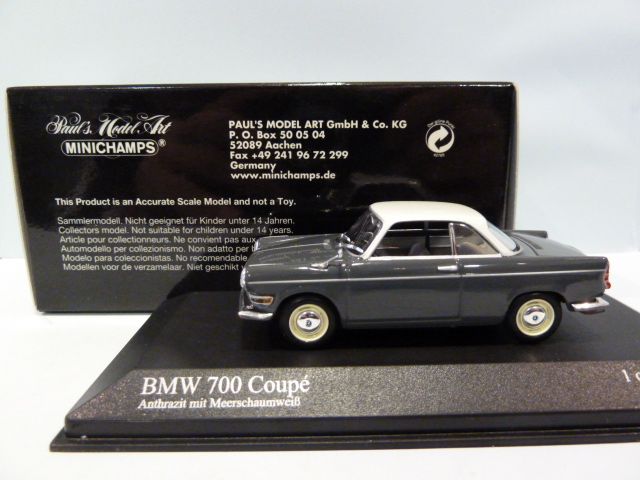 Paul's Model Art
MINICHAMPS®
PAUL'S MODEL ART GmbH & Co. KG
P. O. Box 50 05 04
52089 Aachen
Fax +49 241 96 72 299
Germany
www.minichamps.de
This Product is an Accurate Scale Model and not a Toy.
Sammlermodell. Nicht geeignet für Kinder unter 14 Jahren.
Collectors model. Not suitable for children under 14 years.
Article pour collectionneurs. Ne convient pas aux
Automodello per collezionismo. Non adatto per
Modelo para coleccionistas. No recomendable
Modellen voor de verzamelaar. Niet geschikt
BMW 700 Coupé
1
Anthrazit mit Meerschaumweiß